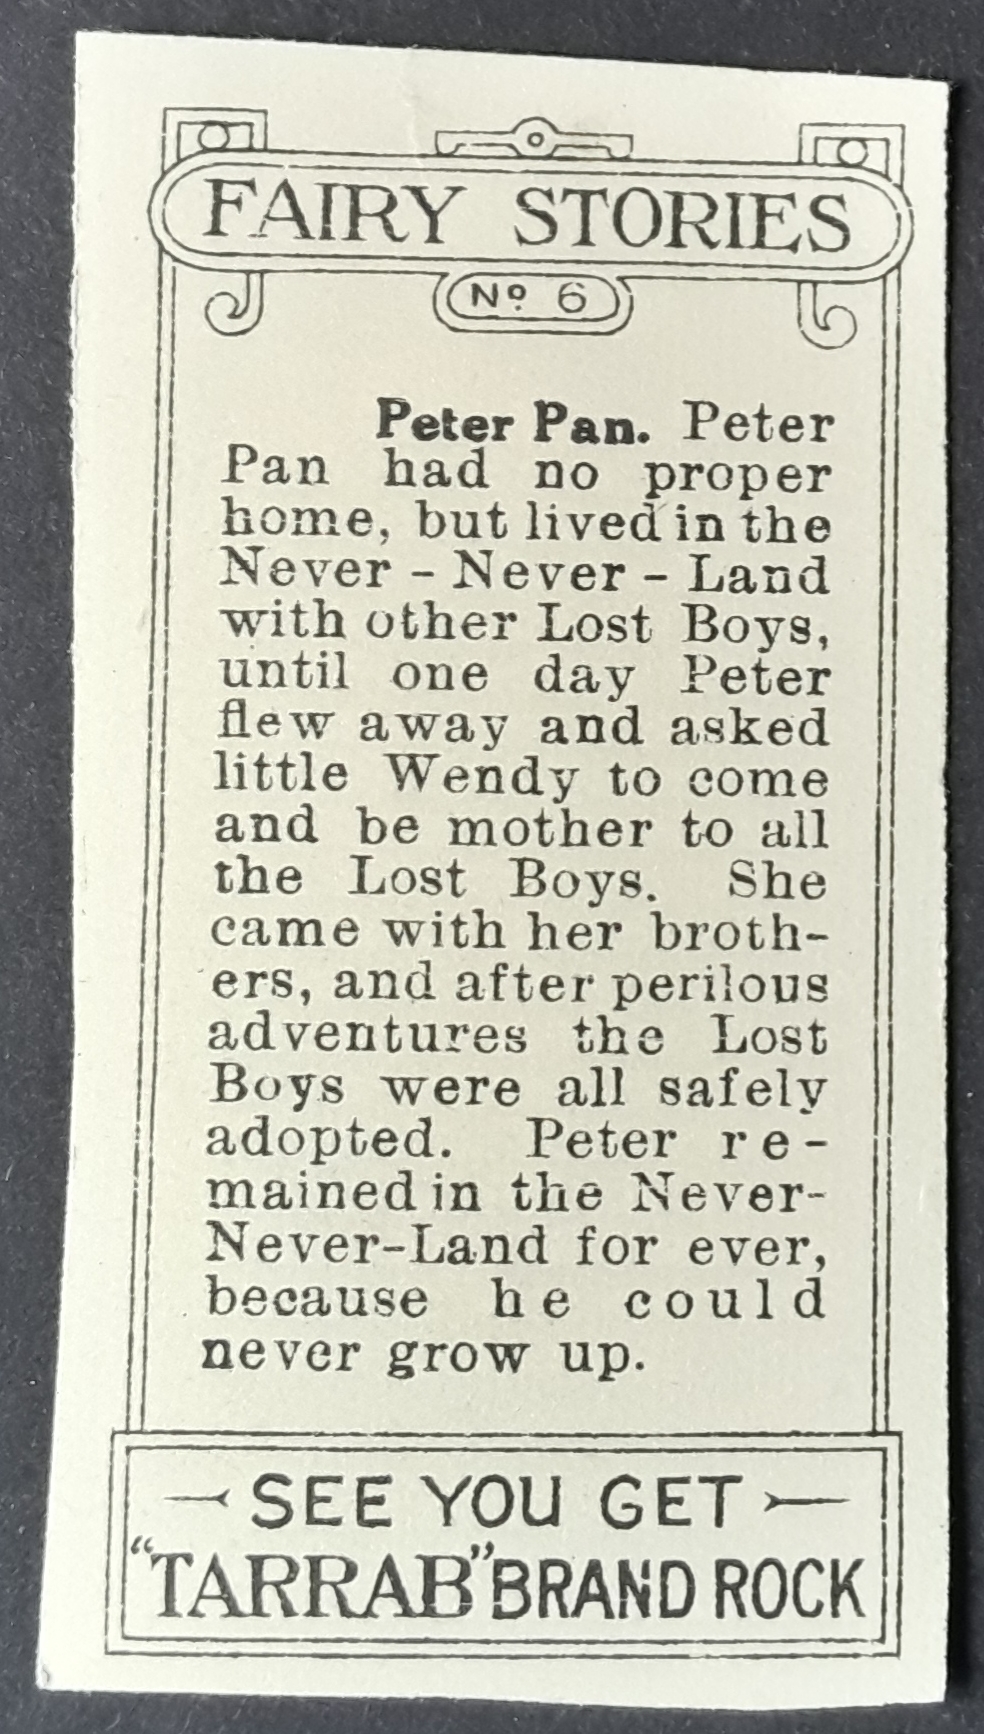 FAIRY STORIES
Nº 6
Peter Pan. Peter
Pan had no proper
home, but lived in the
Never - Never - Land
with other Lost Boys,
until one day Peter
flew away and asked
little Wendy to come
and be mother to all
the Lost Boys. She
came with her broth-
ers, and after perilous
adventures the Lost
Boys were all safely
adopted. Peter re-
mained in the Never-
Never-Land for ever,
because he could
never grow up.
SEE YOU GET
"TARRAB" BRAND ROCK